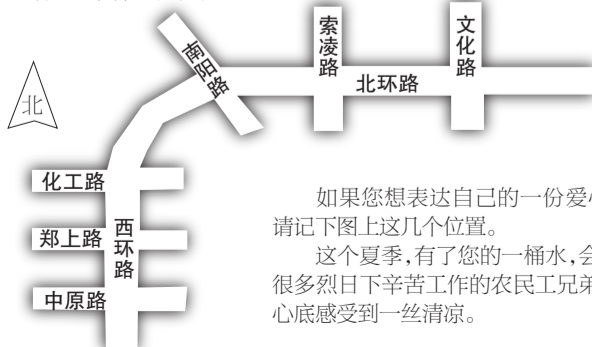 南阳路
索凌路
文化路
北环路
北
化工路
郑上路
西环路
中原路
如果您想表达自己的一份爱心
请记下图上这几个位置。
这个夏季,有了您的一桶水,会
很多烈日下辛苦工作的农民工兄弟
心底感受到一丝清凉。